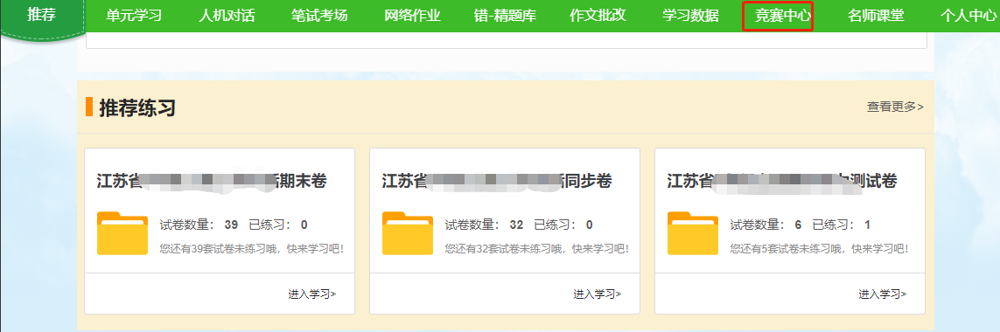 推荐 单元学习 人机对话 笔试考场 网络作业 错-精题库 作文批改 学习数据 竞赛中心 名师课堂 个人中心
推荐练习 查看更多>
江苏省 期末卷
试卷数量： 39 已练习： 0
您还有39套试卷未练习哦，快来学习吧!
进入学习>
江苏省 同步卷
试卷数量： 32 已练习： 0
您还有32套试卷未练习哦，快来学习吧!
进入学习>
江苏省 测试卷
试卷数量： 6 已练习： 1
您还有5套试卷未练习哦，快来学习吧!
进入学习>